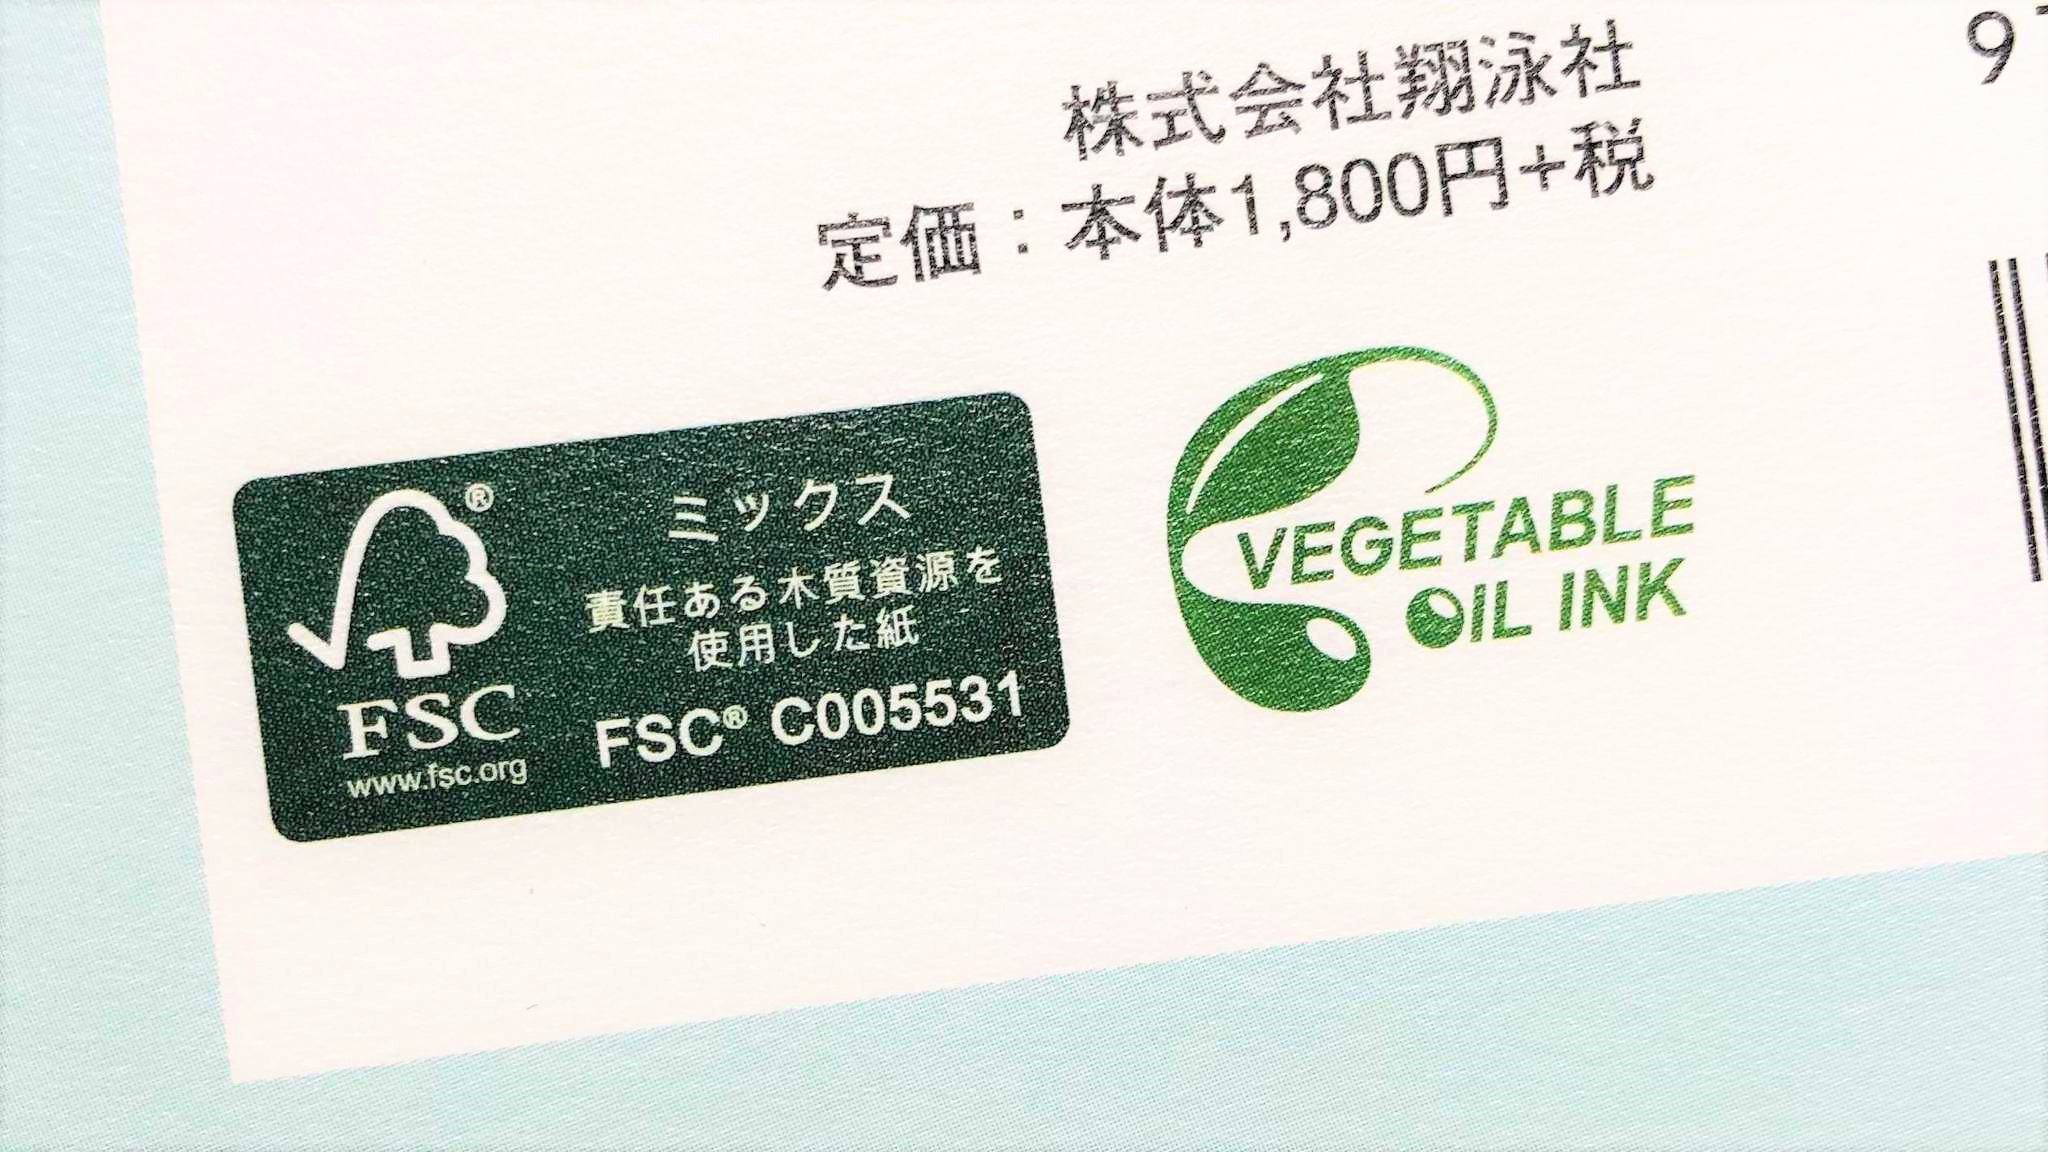 株式会社翔泳社
定価：本体1,800円+税
9
ミックス
責任ある木質資源を
使用した紙
FSC® C005531
®
FSC
www.fsc.org
VEGETABLE
OIL INK